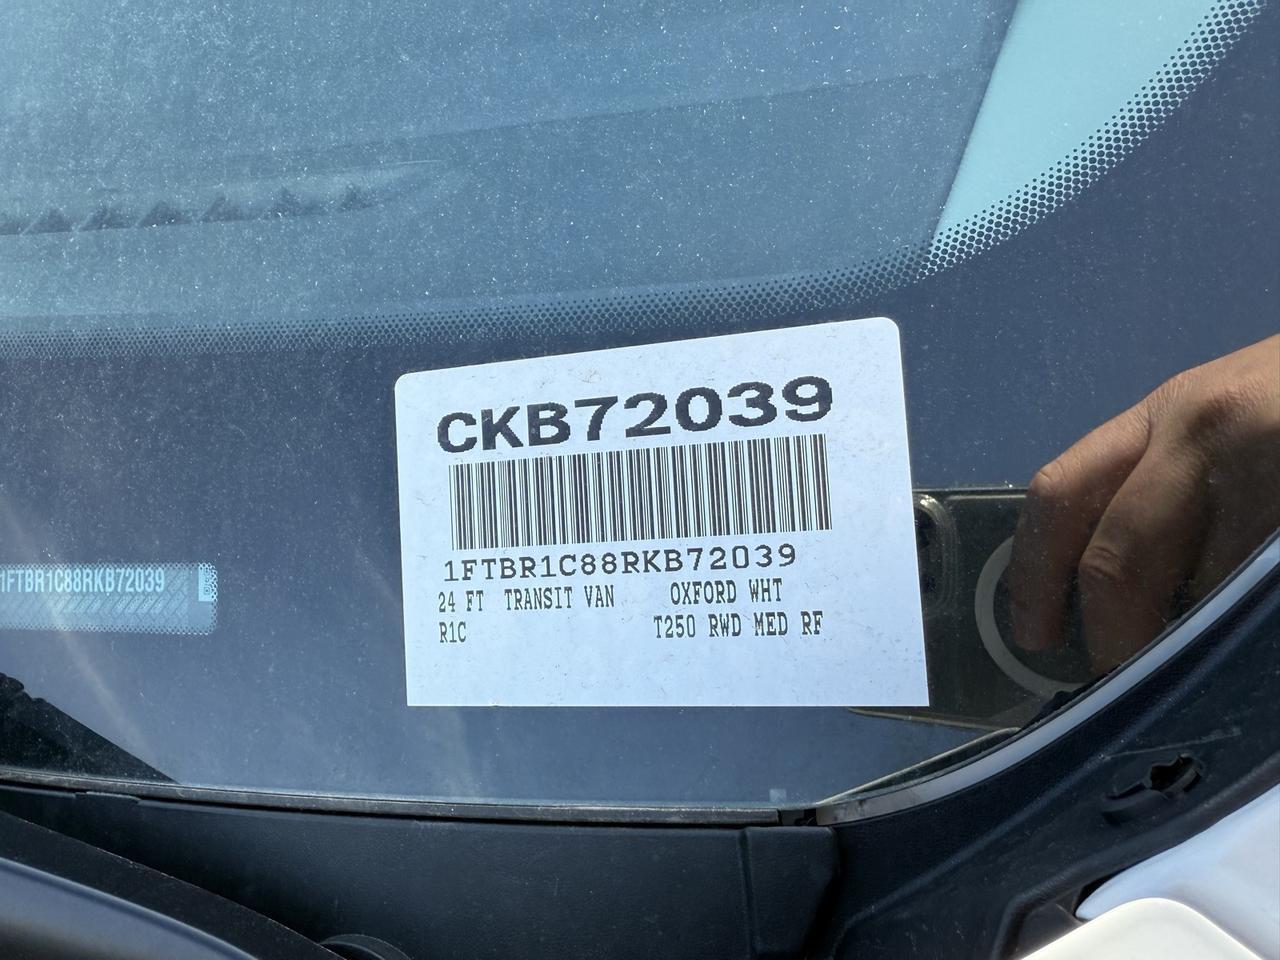 CKB72039
1FTBR1C88RKB72039
1FTBR1C88RKB72039
24 FT TRANSIT VAN OXFORD WHT
R1C T250 RWD MED RF